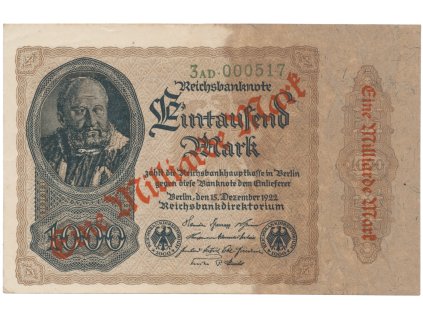 3AD·000517
Reichsbanknote
Eintausend
Mark
zahlt die Reichsbankhauptkasse in Berlin
gegen diese Banknote dem Einlieferer
Berlin, den 15. Dezember 1922
Reichsbankdirektorium
1000
Eine Milliarde Mark
Eine Milliarde Mark